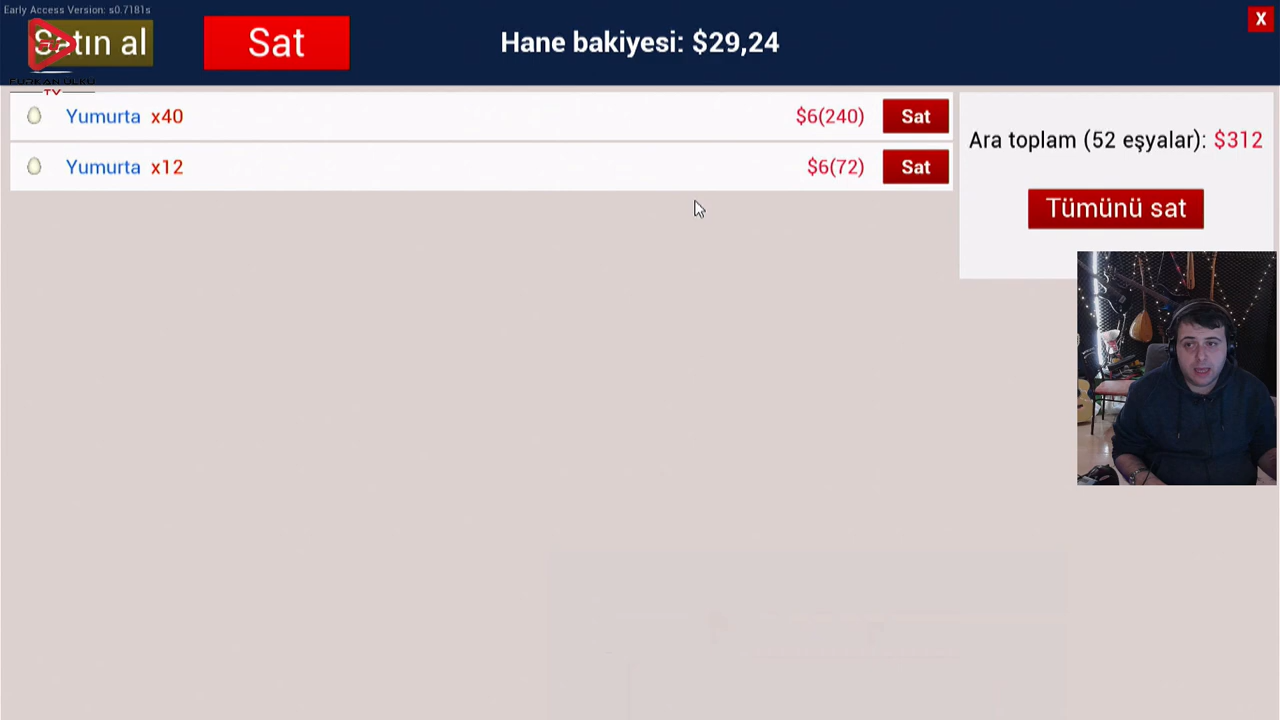 Early Access Version: s0.7181s
Satın al
Sat
Hane bakiyesi: $29,24
X
TV
Yumurta x40
$6(240)
Sat
Yumurta x12
$6(72)
Sat
Ara toplam (52 eşyalar): $312
Tümünü sat